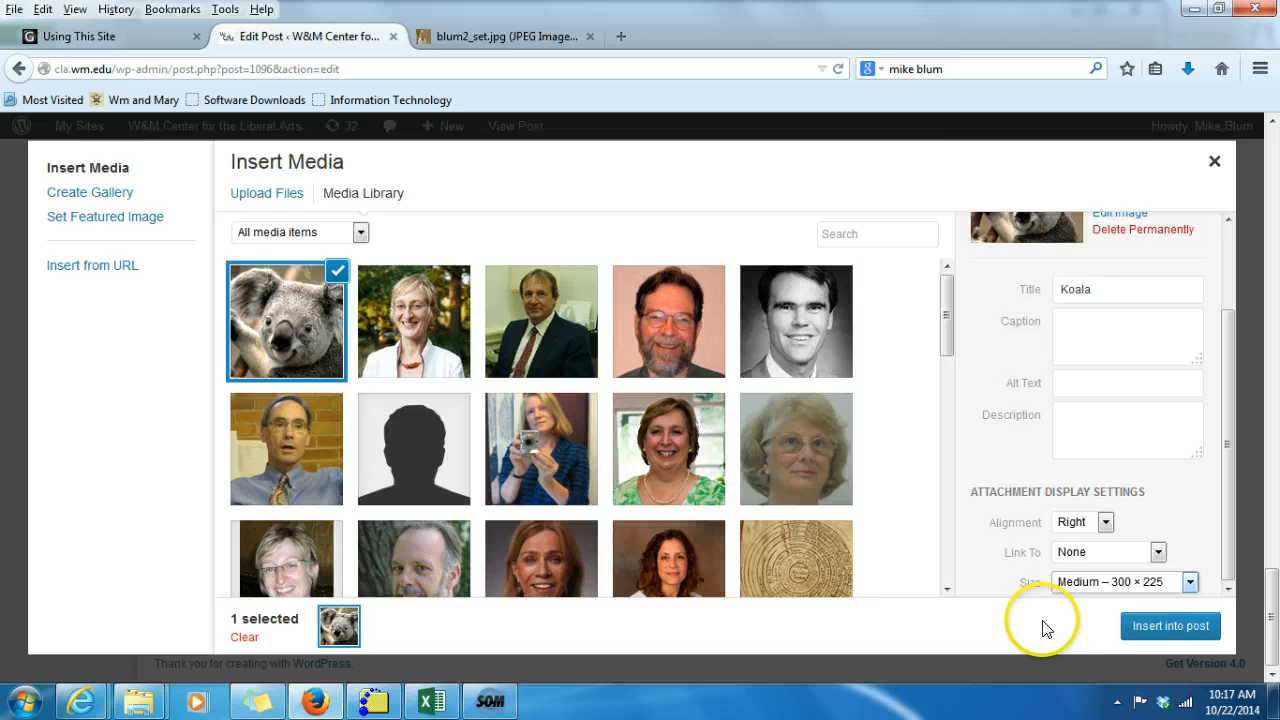 File Edit View History Bookmarks Tools Help
Using This Site × Edit Post ‹ W&M Center fo... × blum2_set.jpg (JPEG Image... × +
cla.wm.edu/wp-admin/post.php?post=1096&action=edit mike blum
Most Visited Wm and Mary Software Downloads Information Technology
My Sites W&M Center for the Liberal Arts 32 + New View Post Howdy, Mike_Blum
Insert Media
Create Gallery
Set Featured Image
Insert from URL
Insert Media
Upload Files Media Library
All media items Search
Edit Image
Delete Permanently
Title Koala
Caption
Alt Text
Description
ATTACHMENT DISPLAY SETTINGS
Alignment Right
Link To None
Size Medium – 300 × 225
1 selected
Clear
Insert into post
Thank you for creating with WordPress. Get Version 4.0
SOM
10:17 AM
10/22/2014